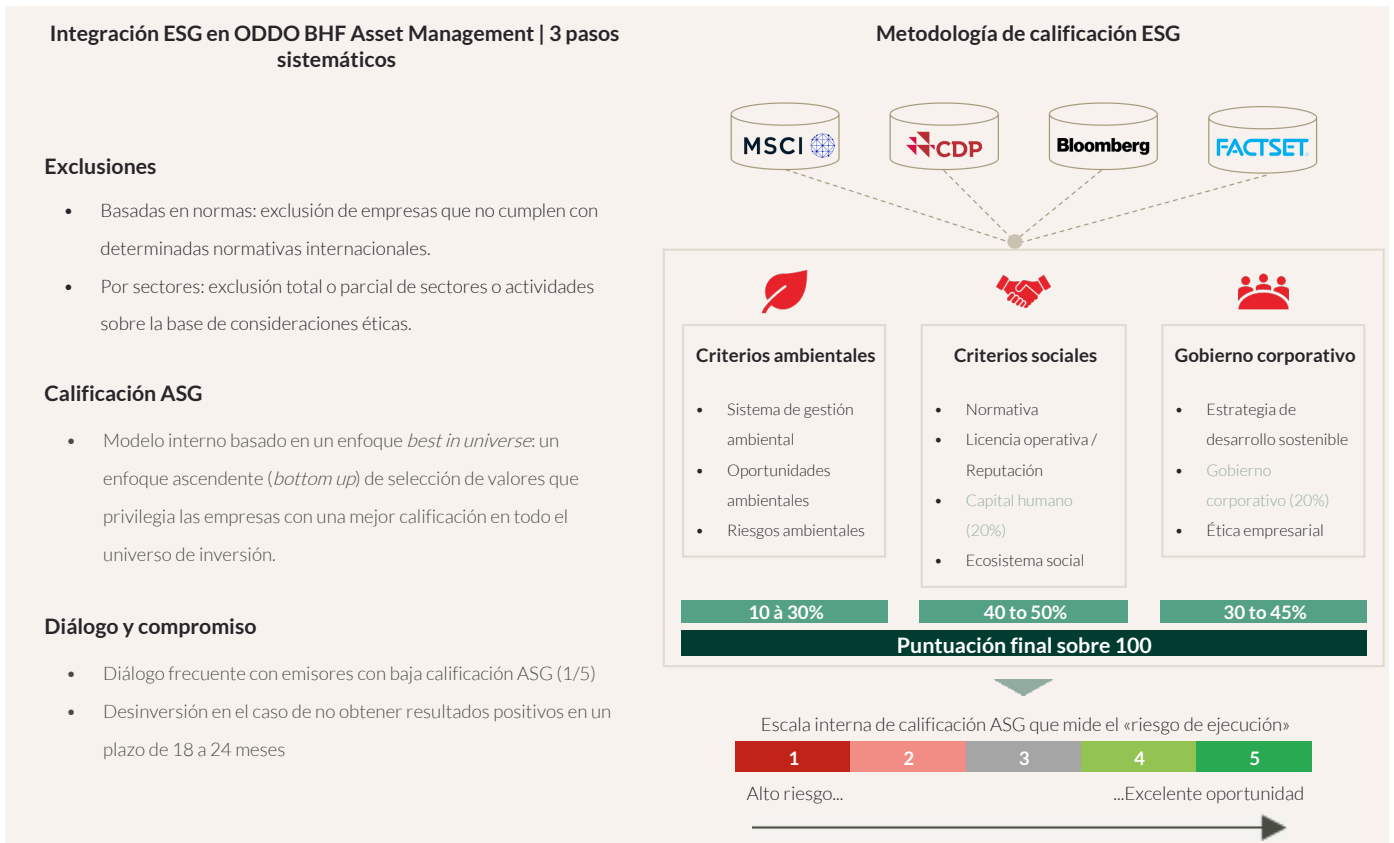 Integración ESG en ODDO BHF Asset Management | 3 pasos
sistemáticos
Exclusiones
• Basadas en normas: exclusión de empresas que no cumplen con
determinadas normativas internacionales.
• Por sectores: exclusión total o parcial de sectores o actividades
sobre la base de consideraciones éticas.
Calificación ASG
• Modelo interno basado en un enfoque best in universe: un
enfoque ascendente (bottom up) de selección de valores que
privilegia las empresas con una mejor calificación en todo el
universo de inversión.
Diálogo y compromiso
• Diálogo frecuente con emisores con baja calificación ASG (1/5)
• Desinversión en el caso de no obtener resultados positivos en un
plazo de 18 a 24 meses
Metodología de calificación ESG
MSCI
CDP
Bloomberg
FACTSET
Criterios ambientales
• Sistema de gestión
ambiental
• Oportunidades
ambientales
• Riesgos ambientales
10 à 30%
Criterios sociales
• Normativa
• Licencia operativa /
Reputación
• Capital humano
(20%)
• Ecosistema social
40 to 50%
Gobierno corporativo
• Estrategia de
desarrollo sostenible
• Gobierno
corporativo (20%)
• Ética empresarial
30 to 45%
Puntuación final sobre 100
Escala interna de calificación ASG que mide el «riesgo de ejecución»
1 2 3 4 5
Alto riesgo... ...Excelente oportunidad